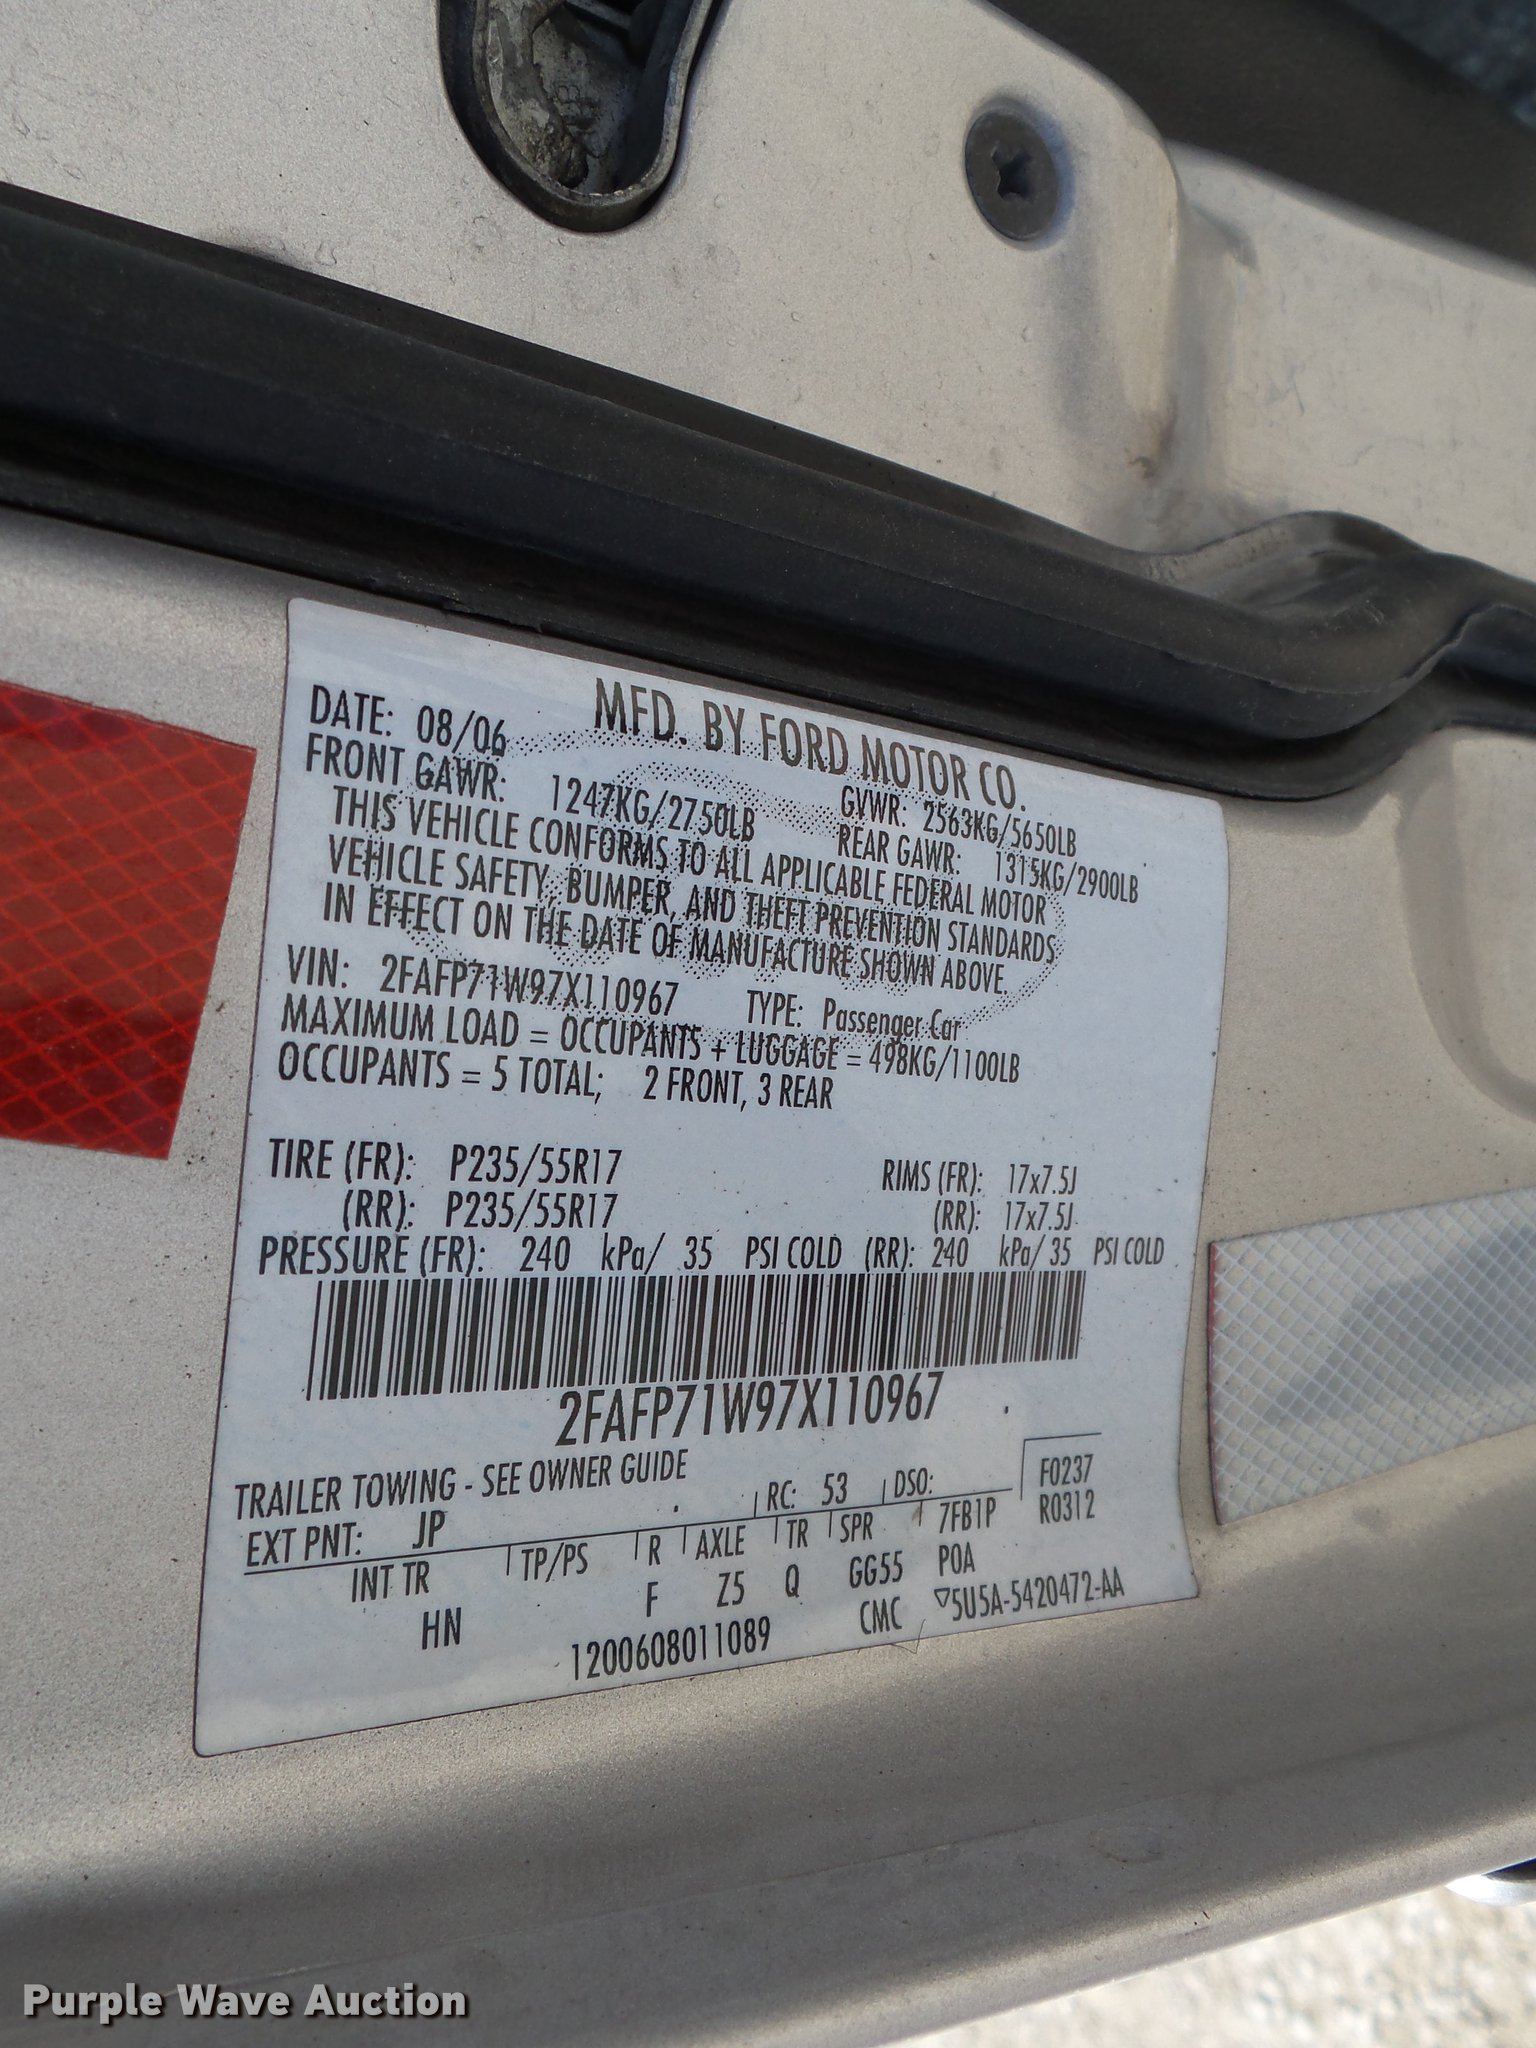 MFD. BY FORD MOTOR CO.
DATE: 08/06 GVWR: 2563KG/5650LB
FRONT GAWR: 1247KG/2750LB REAR GAWR: 1315KG/2900LB
THIS VEHICLE CONFORMS TO ALL APPLICABLE FEDERAL MOTOR
VEHICLE SAFETY, BUMPER, AND THEFT PREVENTION STANDARDS
IN EFFECT ON THE DATE OF MANUFACTURE SHOWN ABOVE.
VIN: 2FAFP71W97X110967 TYPE: Passenger Car
MAXIMUM LOAD = OCCUPANTS + LUGGAGE = 498KG/1100LB
OCCUPANTS = 5 TOTAL; 2 FRONT, 3 REAR
TIRE (FR): P235/55R17 RIMS (FR): 17x7.5J
(RR): P235/55R17 (RR): 17x7.5J
PRESSURE (FR): 240 kPa/ 35 PSI COLD (RR): 240 kPa/ 35 PSI COLD
2FAFP71W97X110967
TRAILER TOWING - SEE OWNER GUIDE
F0237
EXT PNT: JP RC: 53 DSO: R0312
INT TR TP/PS R AXLE TR SPR 7FB1P
HN F Z5 Q GG55 POA
1200608011089 CMC ▽5U5A-5420472-AA
Purple Wave Auction